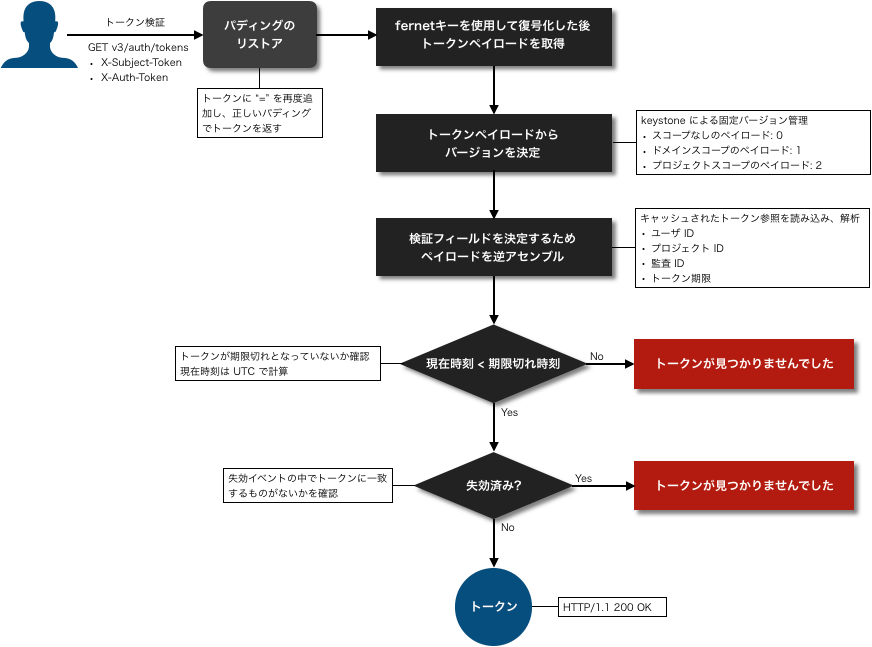 トークン検証
GET v3/auth/tokens
・ X-Subject-Token
・ X-Auth-Token
パディングの
リストア
トークンに “=” を再度追
加し、正しいパディング
でトークンを返す
fernetキーを使用して復号化した後
トークンペイロードを取得
トークンペイロードから
バージョンを決定
keystone による固定バージョン管理
・ スコープなしのペイロード: 0
・ ドメインスコープのペイロード: 1
・ プロジェクトスコープのペイロード: 2
検証フィールドを決定するため
ペイロードを逆アセンブル
キャッシュされたトークン参照を読み込み、解析
・ ユーザ ID
・ プロジェクト ID
・ 監査 ID
・ トークン期限
トークンが期限切れとなっていないか確認
現在時刻は UTC で計算
現在時刻 < 期限切れ時刻
No
トークンが見つかりませんでした
Yes
失効イベントの中でトークンに一致
するものがないかを確認
失効済み?
Yes
トークンが見つかりませんでした
No
トークン
HTTP/1.1 200 OK